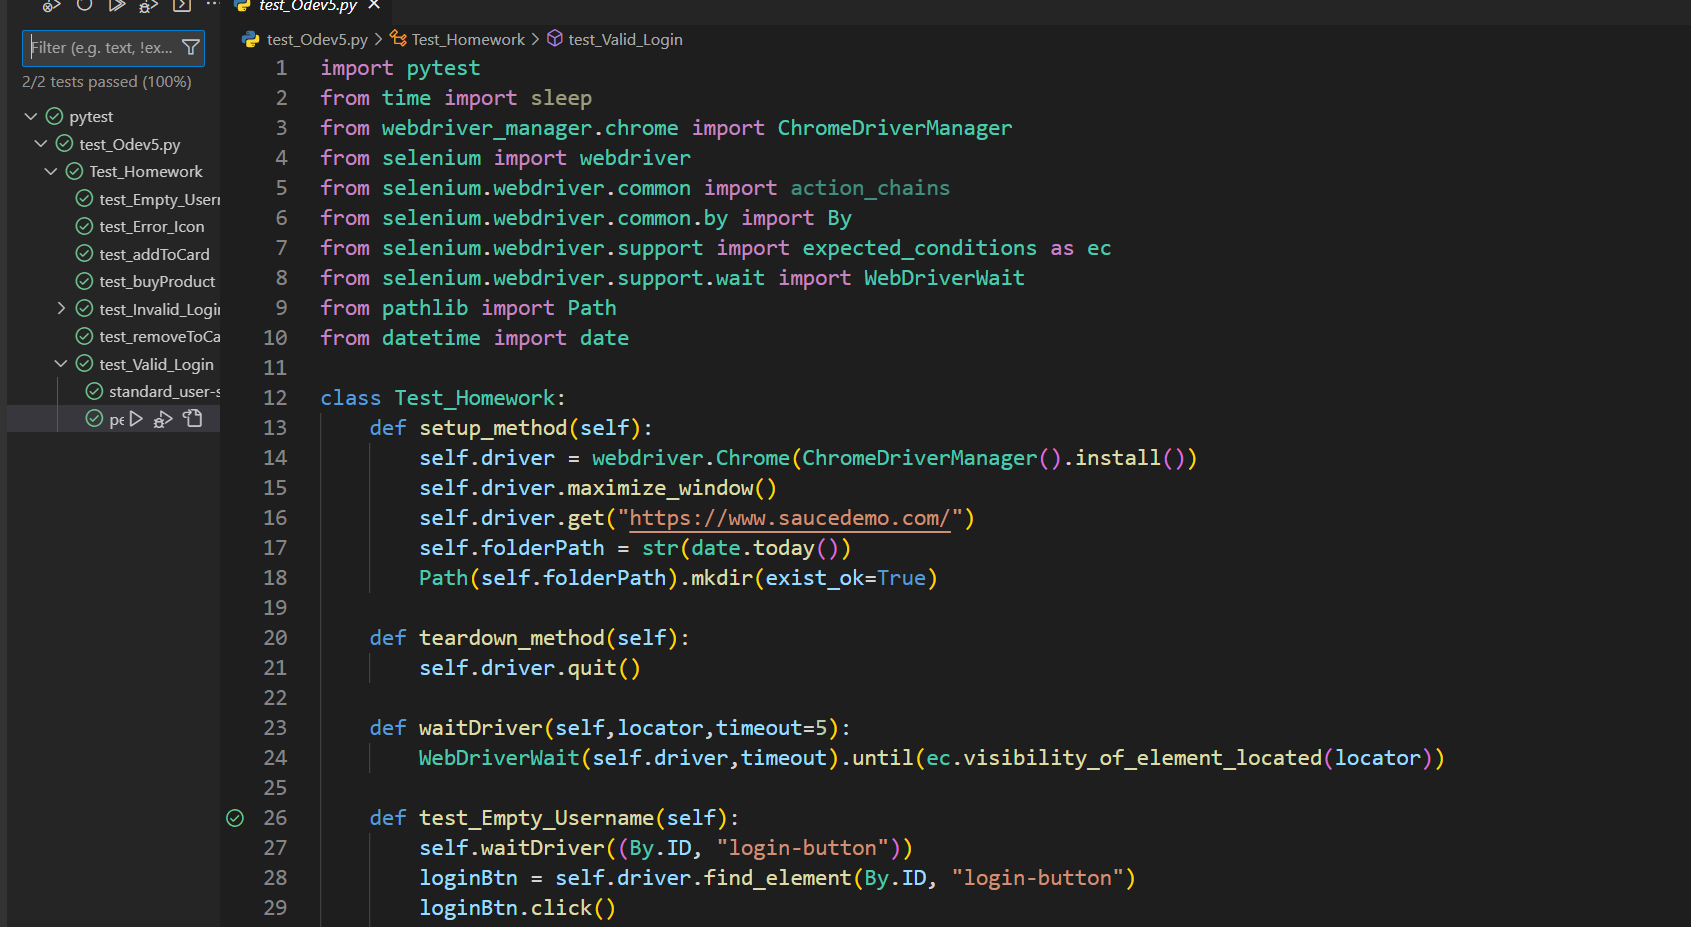 test_Odev5.py
Filter (e.g. text, !ex...
2/2 tests passed (100%)
pytest
test_Odev5.py
Test_Homework
test_Empty_Usern
test_Error_Icon
test_addToCard
test_buyProduct
test_Invalid_Login
test_removeToCa
test_Valid_Login
standard_user-s
pe
test_Odev5.py > Test_Homework > test_Valid_Login
1 import pytest
2 from time import sleep
3 from webdriver_manager.chrome import ChromeDriverManager
4 from selenium import webdriver
5 from selenium.webdriver.common import action_chains
6 from selenium.webdriver.common.by import By
7 from selenium.webdriver.support import expected_conditions as ec
8 from selenium.webdriver.support.wait import WebDriverWait
9 from pathlib import Path
10 from datetime import date
11
12 class Test_Homework:
13 def setup_method(self):
14 self.driver = webdriver.Chrome(ChromeDriverManager().install())
15 self.driver.maximize_window()
16 self.driver.get("https://www.saucedemo.com/")
17 self.folderPath = str(date.today())
18 Path(self.folderPath).mkdir(exist_ok=True)
19
20 def teardown_method(self):
21 self.driver.quit()
22
23 def waitDriver(self,locator,timeout=5):
24 WebDriverWait(self.driver,timeout).until(ec.visibility_of_element_located(locator))
25
26 def test_Empty_Username(self):
27 self.waitDriver((By.ID, "login-button"))
28 loginBtn = self.driver.find_element(By.ID, "login-button")
29 loginBtn.click()